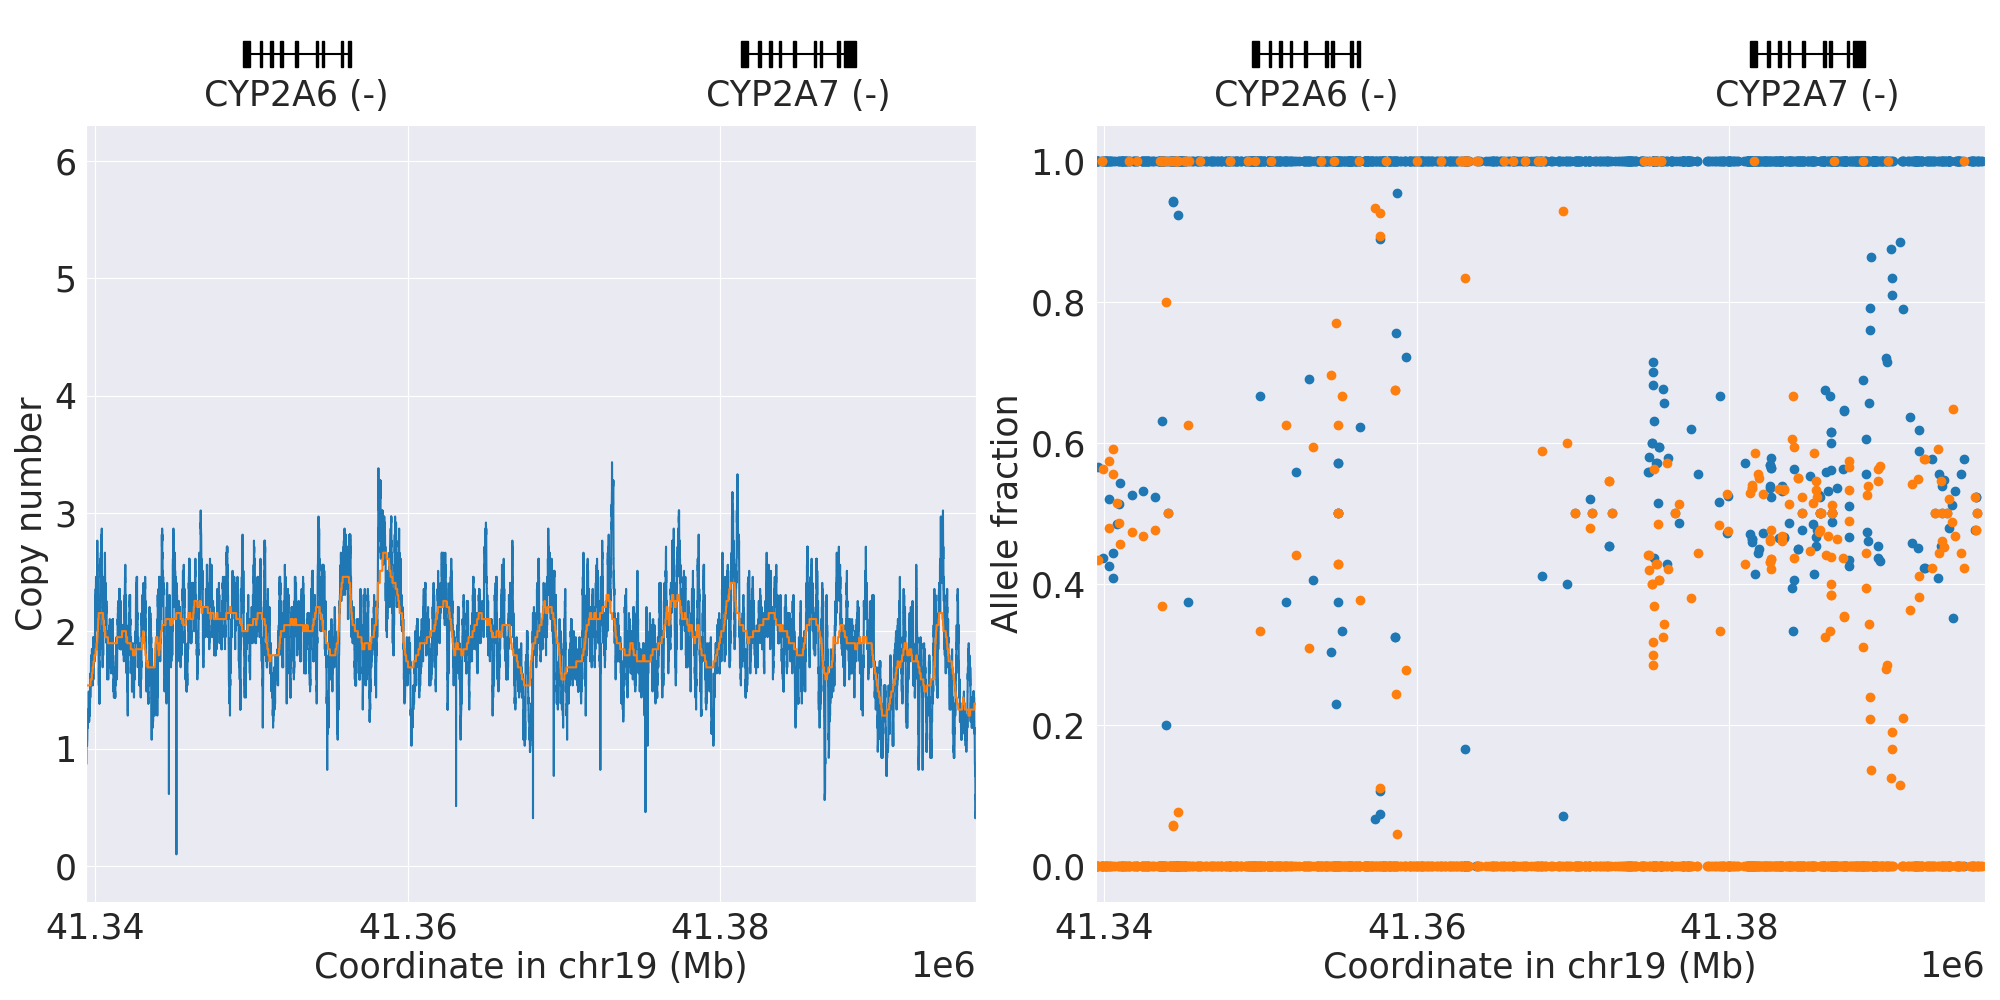 CYP2A6 (-) CYP2A7 (-)
CYP2A6 (-) CYP2A7 (-)
Copy number
6
5
4
3
2
1
0
41.34 41.36 41.38
Coordinate in chr19 (Mb) 1e6
Allele fraction
1.0
0.8
0.6
0.4
0.2
0.0
41.34 41.36 41.38
Coordinate in chr19 (Mb) 1e6